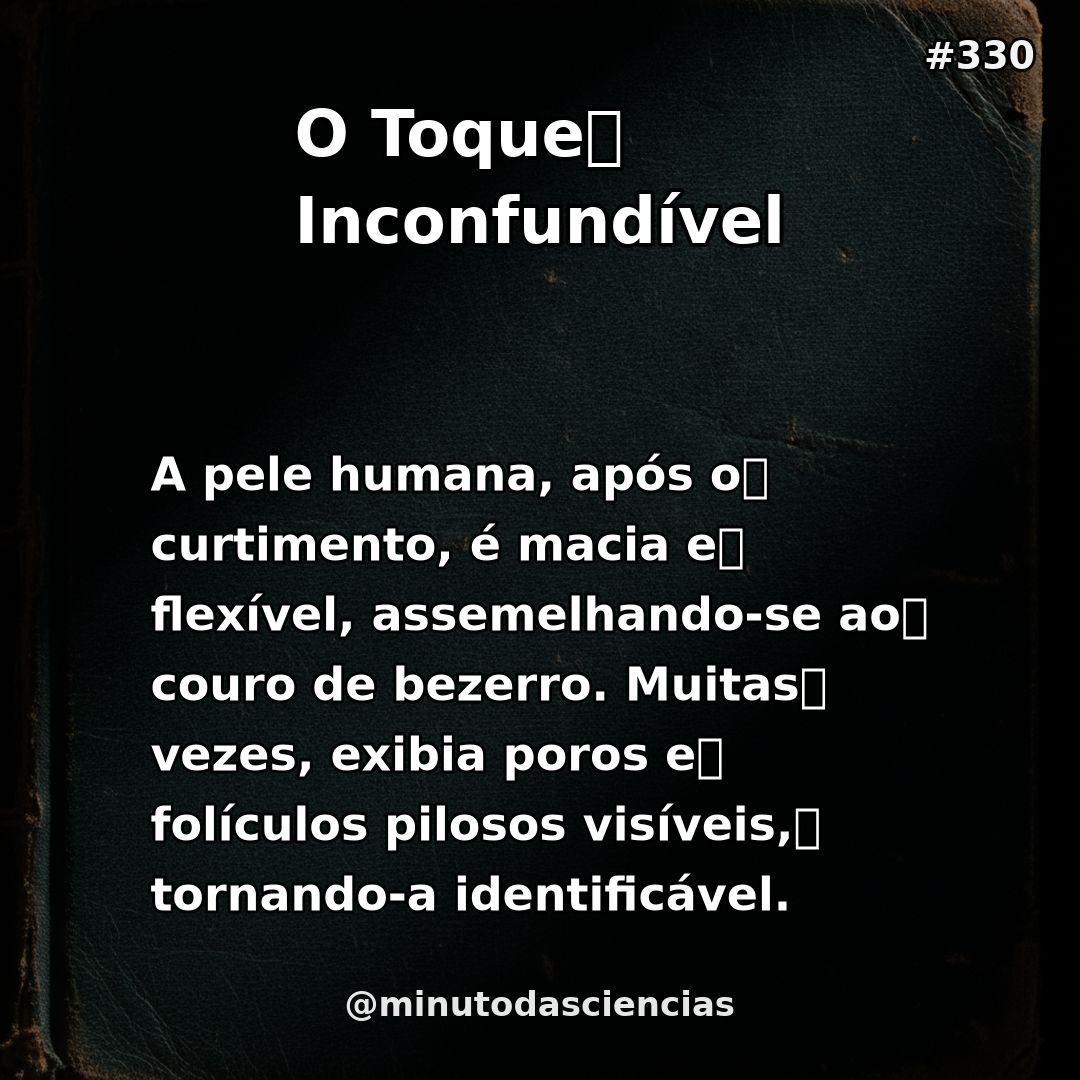 #330
O Toque
Inconfundível
A pele humana, após o
curtimento, é macia e
flexível, assemelhando-se ao
couro de bezerro. Muitas
vezes, exibia poros e
folículos pilosos visíveis,
tornando-a identificável.
@minutodasciencias